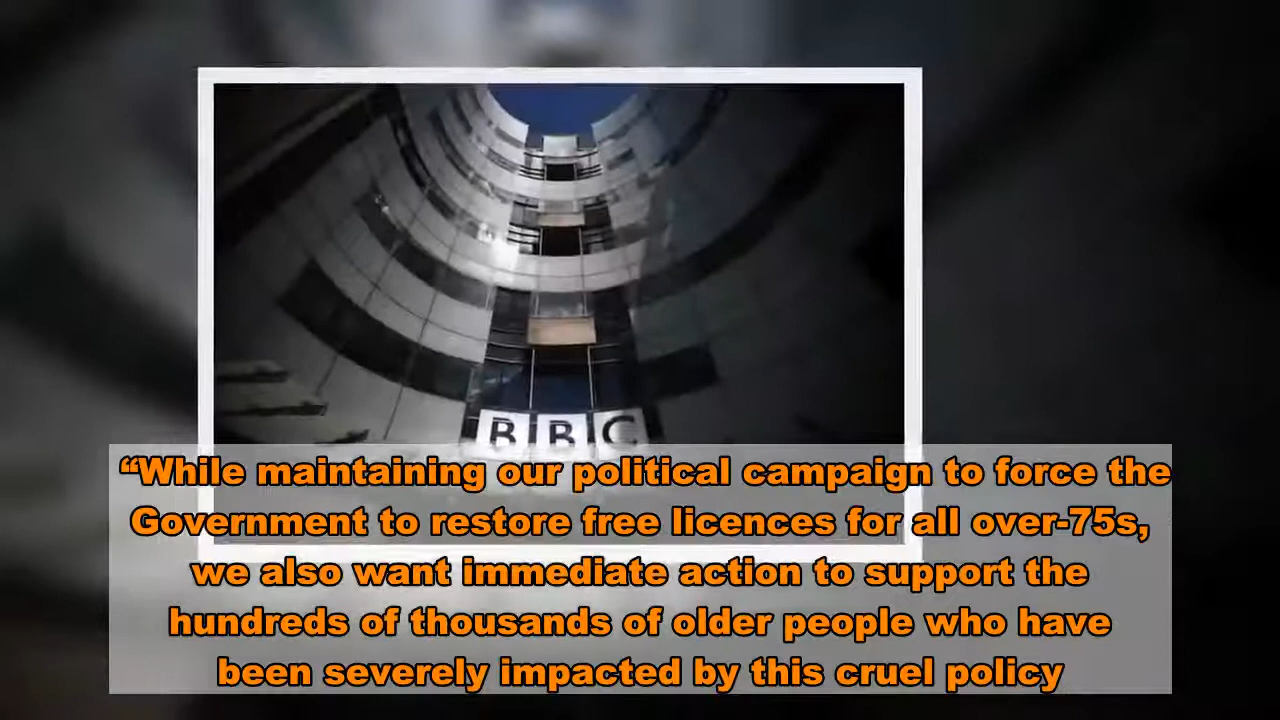 BBC
“While maintaining our political campaign to force the
Government to restore free licences for all over-75s,
we also want immediate action to support the
hundreds of thousands of older people who have
been severely impacted by this cruel policy